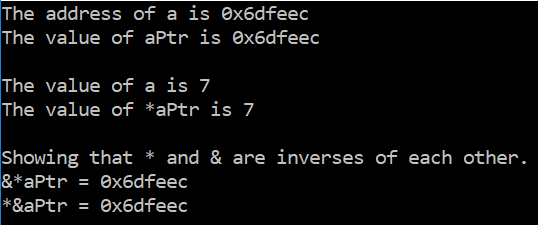 The address of a is 0x6dfeec
The value of aPtr is 0x6dfeec
The value of a is 7
The value of *aPtr is 7
Showing that * and & are inverses of each other.
&*aPtr = 0x6dfeec
*&aPtr = 0x6dfeec